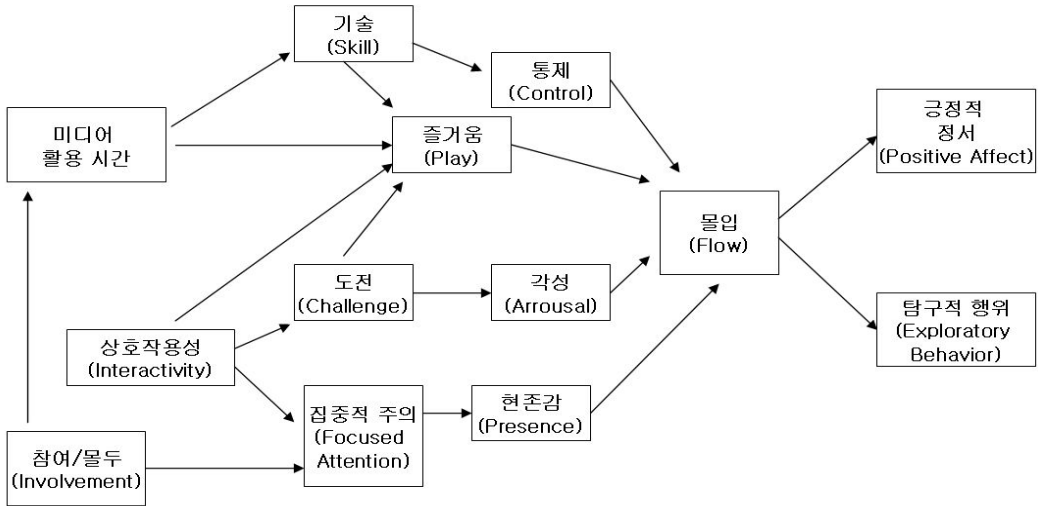 기술
(Skill)
통제
(Control)
미디어
활용 시간
즐거움
(Play)
긍정적
정서
(Positive Affect)
몰입
(Flow)
도전
(Challenge)
각성
(Arrousal)
탐구적 행위
(Exploratory
Behavior)
상호작용성
(Interactivity)
집중적 주의
(Focused
Attention)
현존감
(Presence)
참여/몰두
(Involvement)